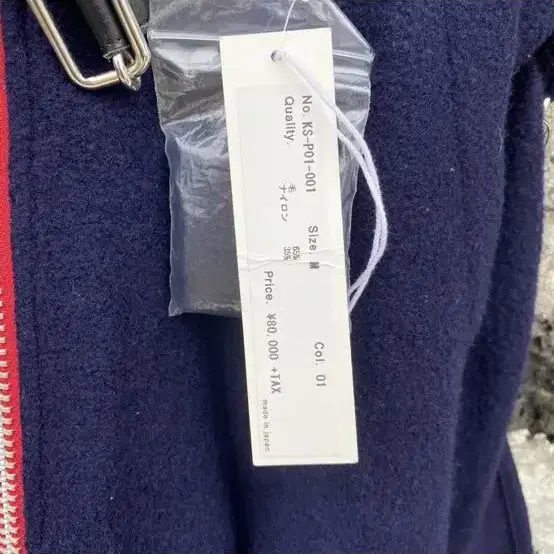 No. KS-P01-001 Size. M Col. 01
Quality.
毛 65%
ナイロン 35%
Price. ¥80,000 +TAX
made in japan.